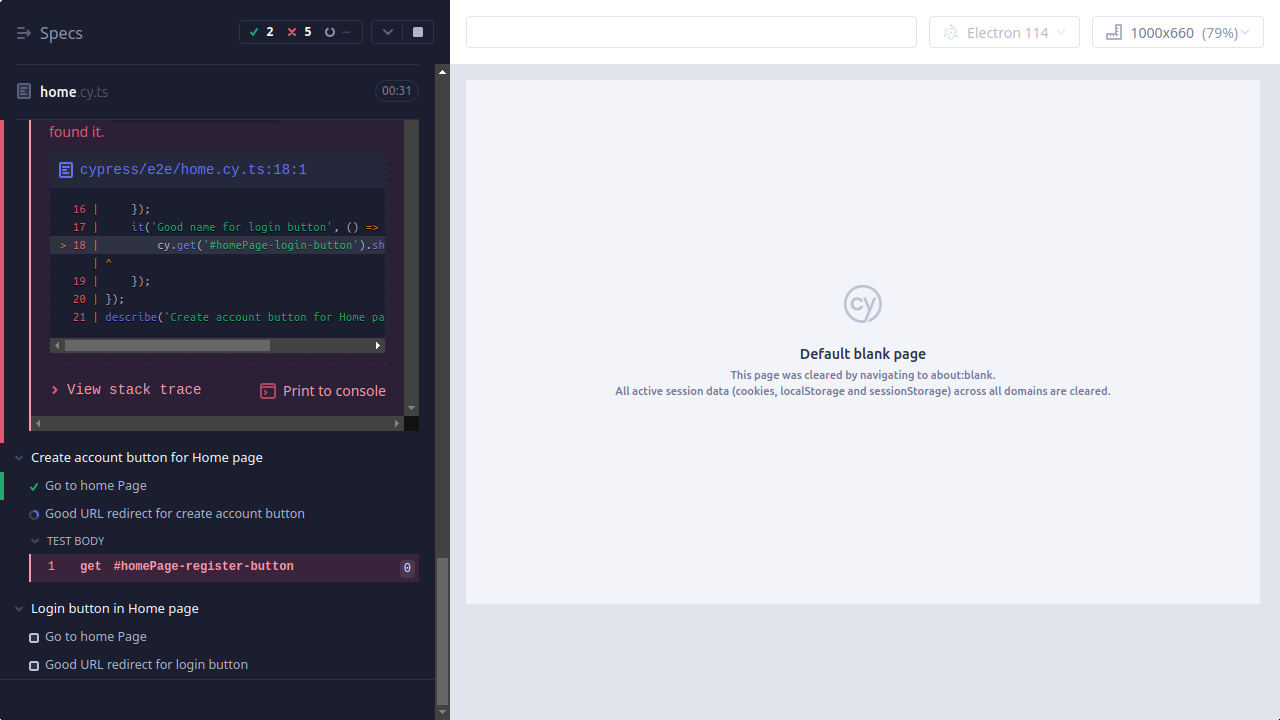 Specs
2
5
--
Electron 114
1000x660 (79%)
home.cy.ts
00:31
found it.
cypress/e2e/home.cy.ts:18:1
16 | });
17 | it('Good name for login button', () =>
> 18 | cy.get('#homePage-login-button').sh
| ^
19 | });
20 | });
21 | describe('Create account button for Home pa
View stack trace
Print to console
Create account button for Home page
Go to home Page
Good URL redirect for create account button
TEST BODY
1 get #homePage-register-button 0
Login button in Home page
Go to home Page
Good URL redirect for login button
cy
Default blank page
This page was cleared by navigating to about:blank.
All active session data (cookies, localStorage and sessionStorage) across all domains are cleared.